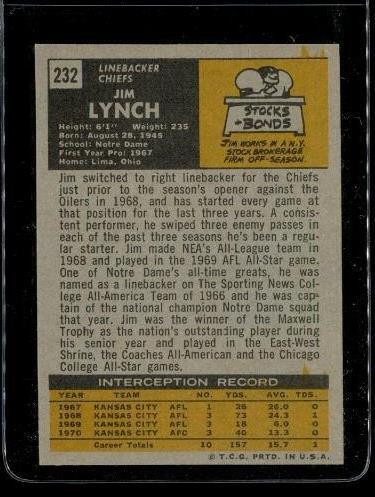 232
LINEBACKER
CHIEFS
JIM
LYNCH
Height: 6'1" Weight: 235
Born: August 28, 1945
School: Notre Dame
First Year Pro: 1967
Home: Lima, Ohio
STOCKS
+ BONDS
JIM WORKS IN A N.Y.
STOCK BROKERAGE
FIRM OFF-SEASON.
Jim switched to right linebacker for the Chiefs
just prior to the season's opener against the
Oilers in 1968, and has started every game at
that position for the last three years. A consis-
tent performer, he swiped three enemy passes in
each of the past three seasons he's been a regu-
lar starter. Jim made NEA's All-League team in
1968 and played in the 1969 AFL All-Star game.
One of Notre Dame's all-time greats, he was
named as a linebacker on The Sporting News Col-
lege All-America Team of 1966 and he was cap-
tain of the national champion Notre Dame squad
that year. Jim was the winner of the Maxwell
Trophy as the nation's outstanding player during
his senior year and played in the East-West
Shrine, the Coaches All-American and the Chicago
College All-Star games.
INTERCEPTION RECORD
YEAR TEAM NO. YDS. AVG. TDS.
1967 KANSAS CITY AFL 1 26 26.0 0
1968 KANSAS CITY AFL 3 73 24.3 1
1969 KANSAS CITY AFL 3 18 6.0 0
1970 KANSAS CITY AFC 3 40 13.3 0
Career Totals 10 157 15.7 1
© T.C.G. PRTD. IN U.S.A.